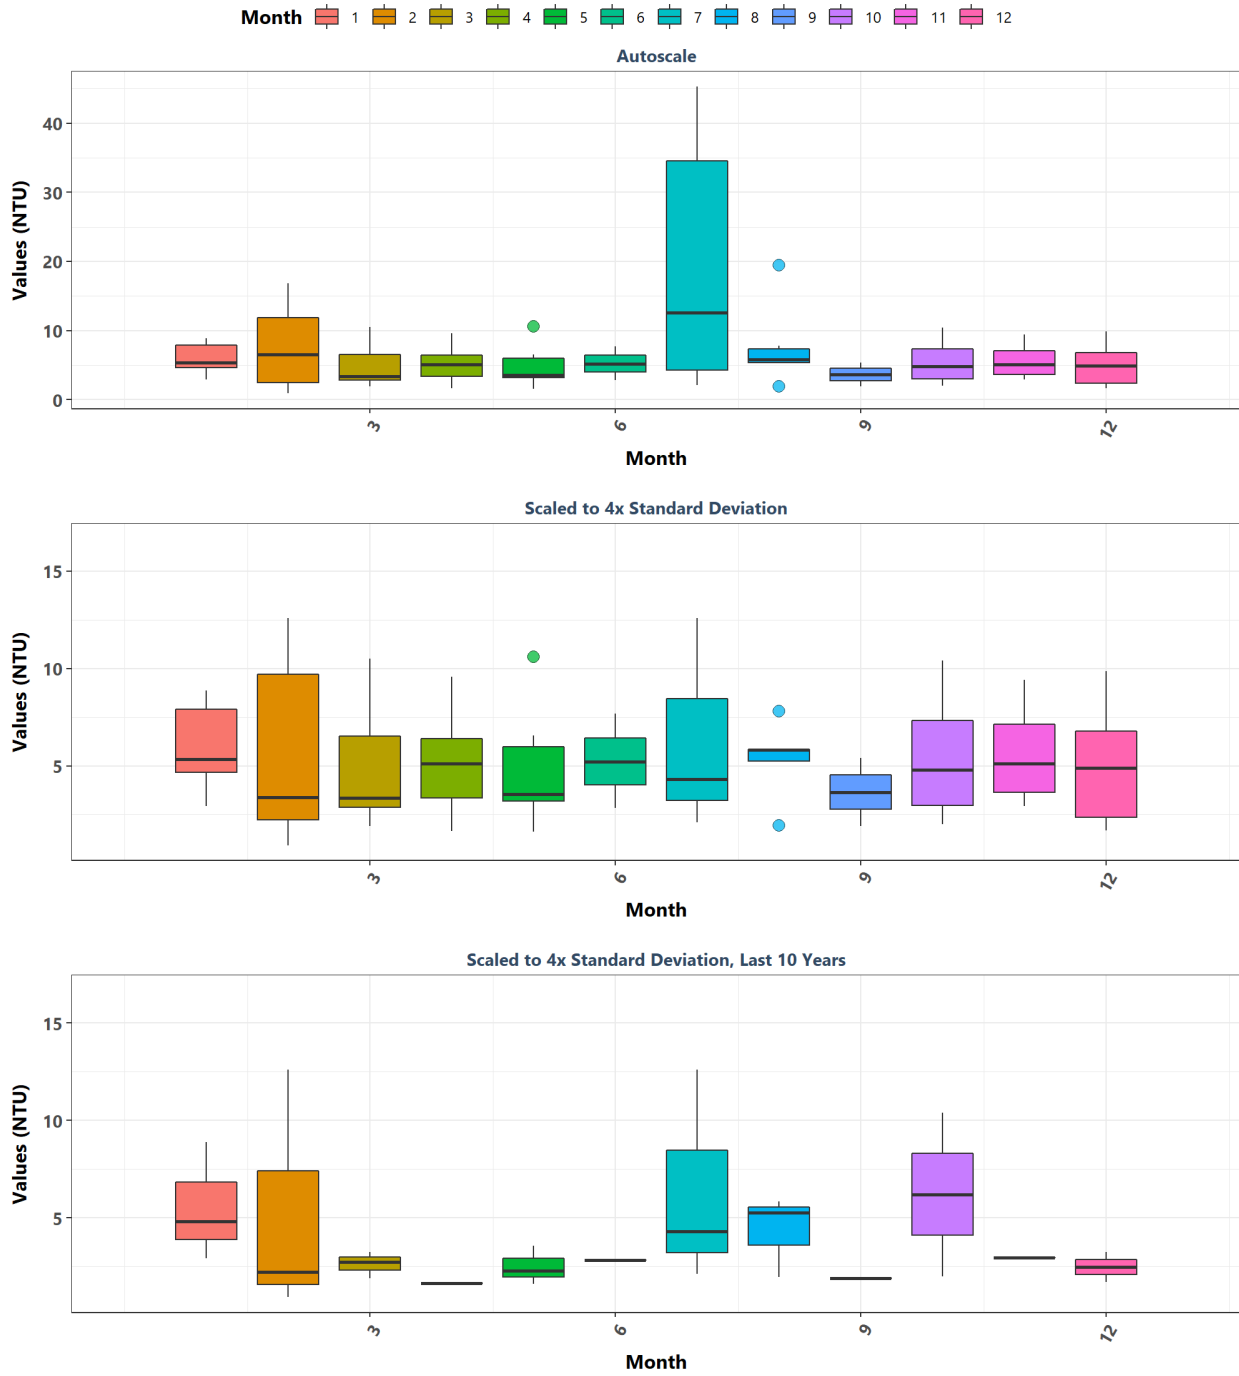 Month 1 2 3 4 5 6 7 8 9 10 11 12
Autoscale
Values (NTU)
40
30
20
10
0
3 6 9 12
Month
Scaled to 4x Standard Deviation
Values (NTU)
15
10
5
3 6 9 12
Month
Scaled to 4x Standard Deviation, Last 10 Years
Values (NTU)
15
10
5
3 6 9 12
Month